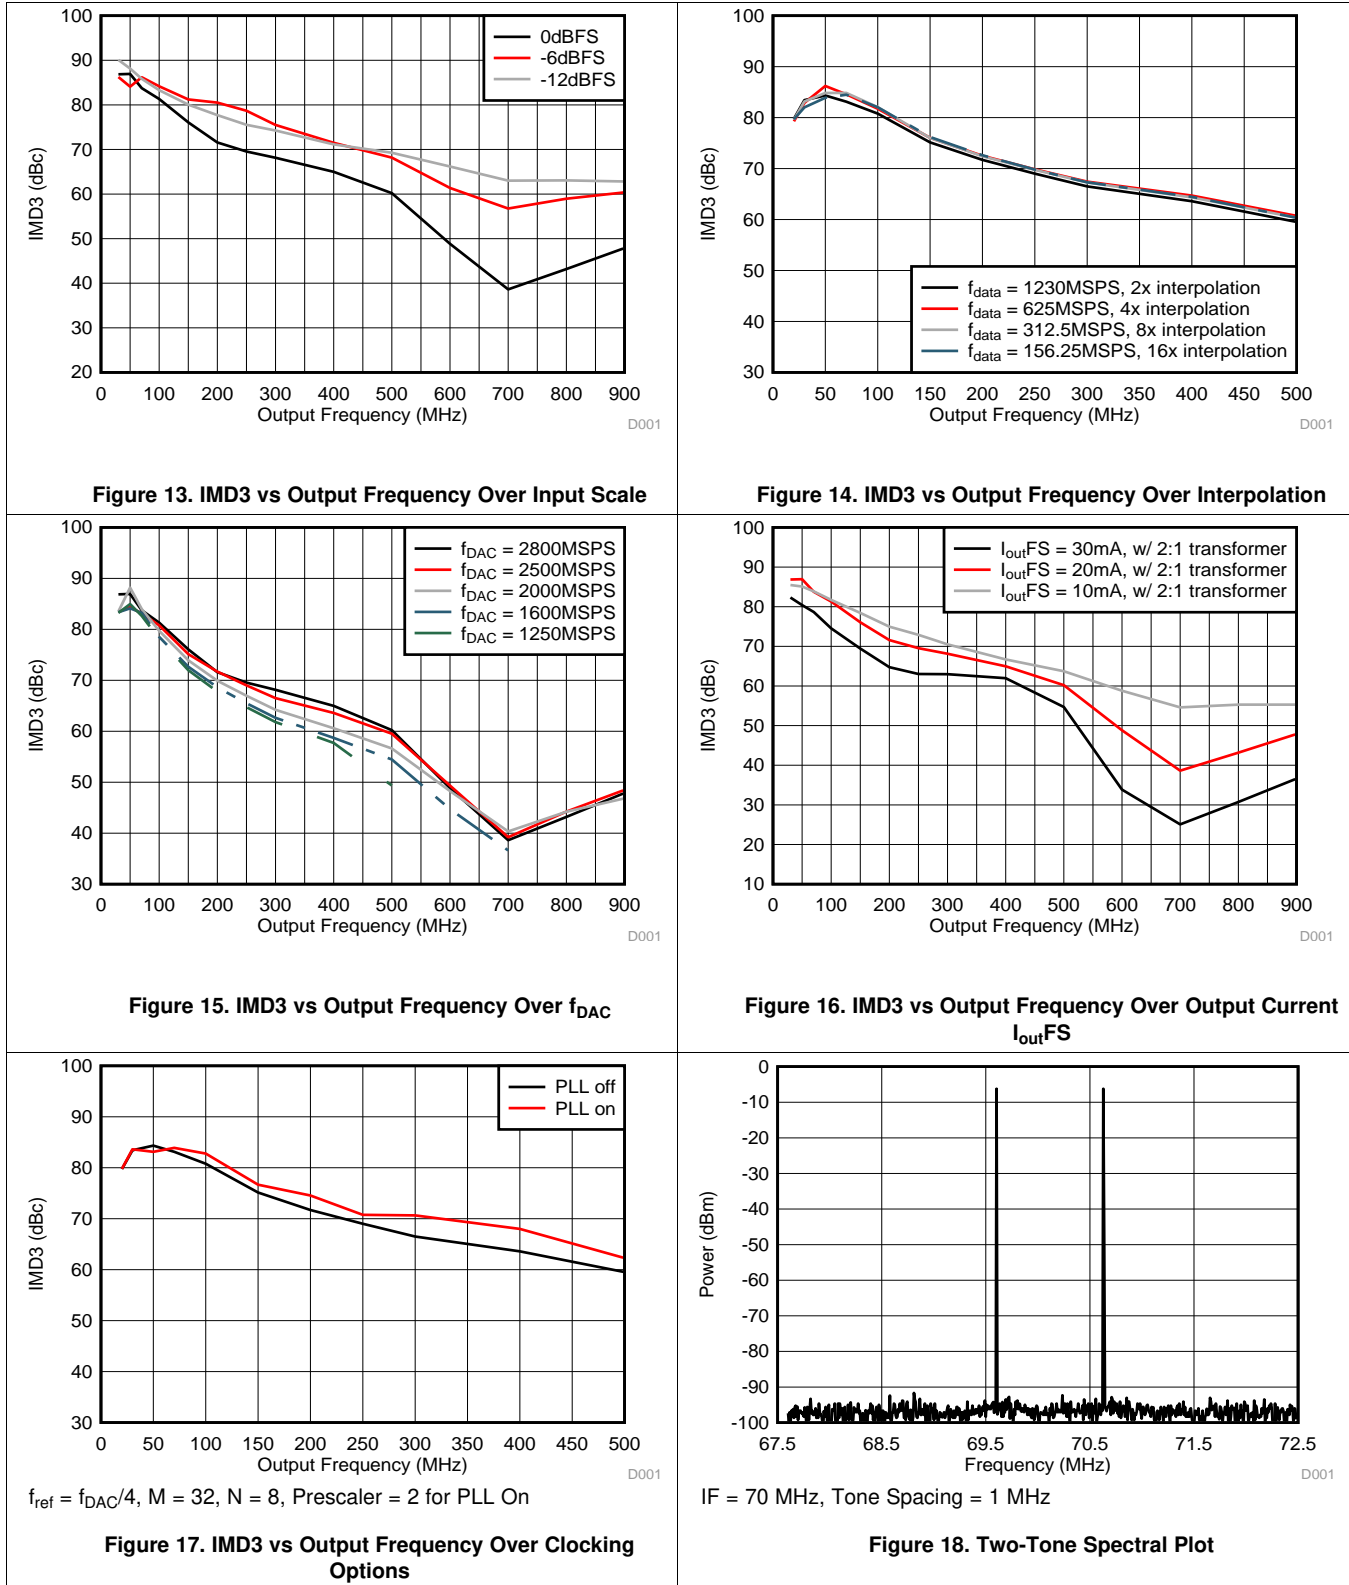 100
90
80
70
60
50
40
30
20
IMD3 (dBc)
0dBFS
-6dBFS
-12dBFS
0 100 200 300 400 500 600 700 800 900
Output Frequency (MHz)
D001
Figure 13. IMD3 vs Output Frequency Over Input Scale
100
90
80
70
60
50
40
30
IMD3 (dBc)
fdata = 1230MSPS, 2x interpolation
fdata = 625MSPS, 4x interpolation
fdata = 312.5MSPS, 8x interpolation
fdata = 156.25MSPS, 16x interpolation
0 50 100 150 200 250 300 350 400 450 500
Output Frequency (MHz)
D001
Figure 14. IMD3 vs Output Frequency Over Interpolation
100
90
80
70
60
50
40
30
IMD3 (dBc)
fDAC = 2800MSPS
fDAC = 2500MSPS
fDAC = 2000MSPS
fDAC = 1600MSPS
fDAC = 1250MSPS
0 100 200 300 400 500 600 700 800 900
Output Frequency (MHz)
D001
Figure 15. IMD3 vs Output Frequency Over fDAC
100
90
80
70
60
50
40
30
20
10
IMD3 (dBc)
IoutFS = 30mA, w/ 2:1 transformer
IoutFS = 20mA, w/ 2:1 transformer
IoutFS = 10mA, w/ 2:1 transformer
0 100 200 300 400 500 600 700 800 900
Output Frequency (MHz)
D001
Figure 16. IMD3 vs Output Frequency Over Output Current
IoutFS
100
90
80
70
60
50
40
30
IMD3 (dBc)
PLL off
PLL on
0 50 100 150 200 250 300 350 400 450 500
Output Frequency (MHz)
D001
fref = fDAC/4, M = 32, N = 8, Prescaler = 2 for PLL On
Figure 17. IMD3 vs Output Frequency Over Clocking
Options
0
-10
-20
-30
-40
-50
-60
-70
-80
-90
-100
Power (dBm)
67.5 68.5 69.5 70.5 71.5 72.5
Frequency (MHz)
D001
IF = 70 MHz, Tone Spacing = 1 MHz
Figure 18. Two-Tone Spectral Plot